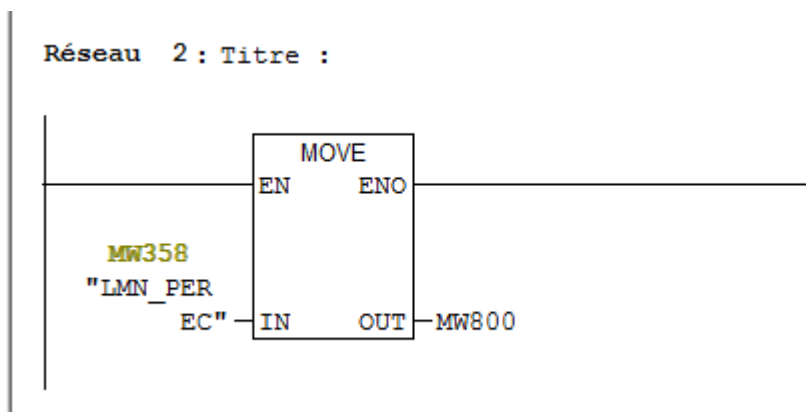 Réseau 2 : Titre :
MOVE
EN ENO
MW358
"LMN_PER
EC" IN OUT MW800